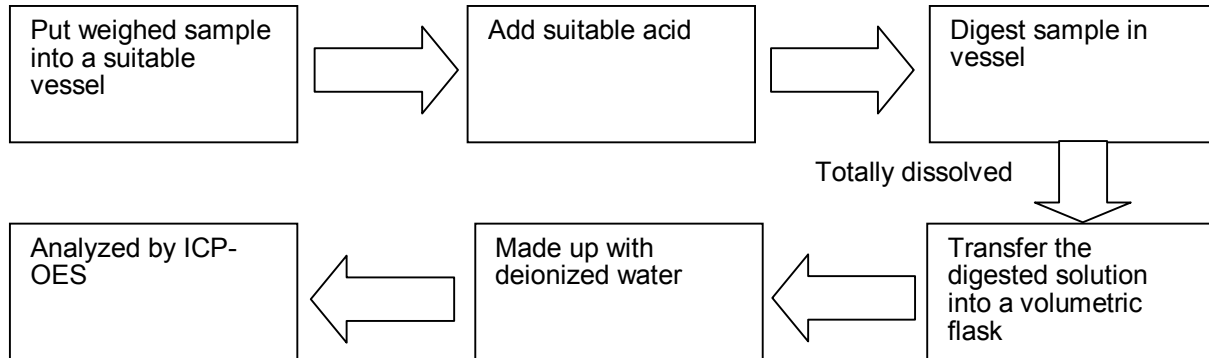 Put weighed sample
into a suitable
vessel
Add suitable acid
Digest sample in
vessel
Totally dissolved
Transfer the
digested solution
into a volumetric
flask
Made up with
deionized water
Analyzed by ICP-
OES